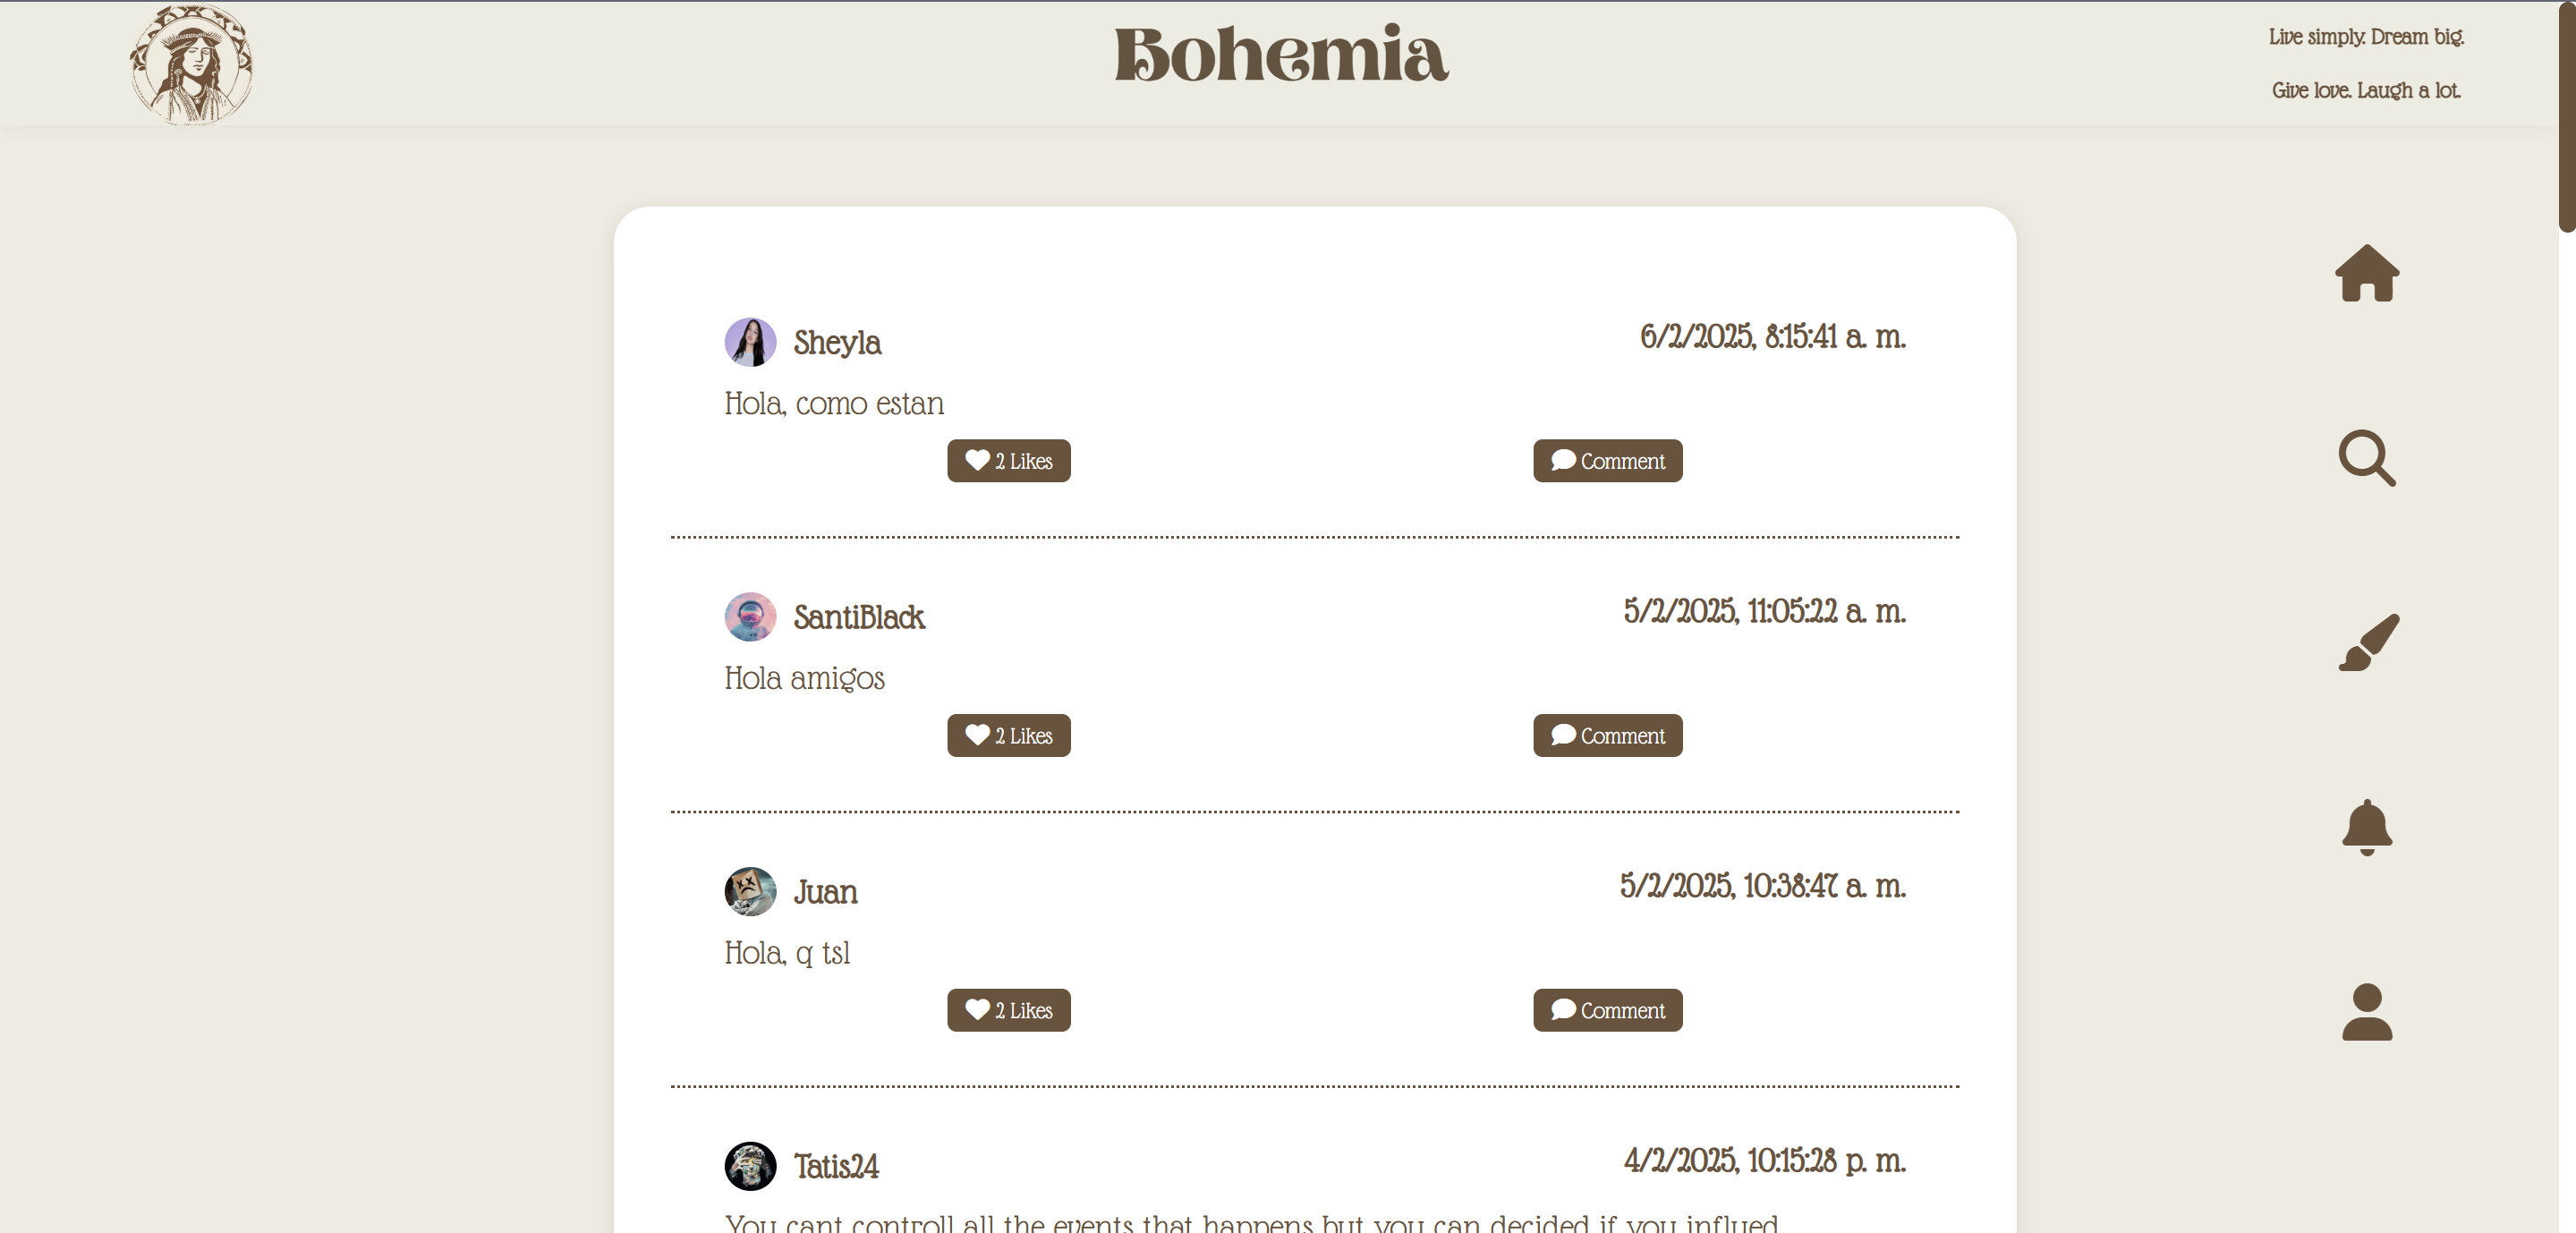 Bohemia
Live simply. Dream big.
Give love. Laugh a lot.
Sheyla
6/2/2025, 8:15:41 a. m.
Hola, como estan
2 Likes
Comment
SantiBlack
5/2/2025, 11:05:22 a. m.
Hola amigos
2 Likes
Comment
Juan
5/2/2025, 10:38:47 a. m.
Hola, q tsl
2 Likes
Comment
Tatis24
4/2/2025, 10:15:28 p. m.
You cant controll all the events that happens but you can decided if you influed